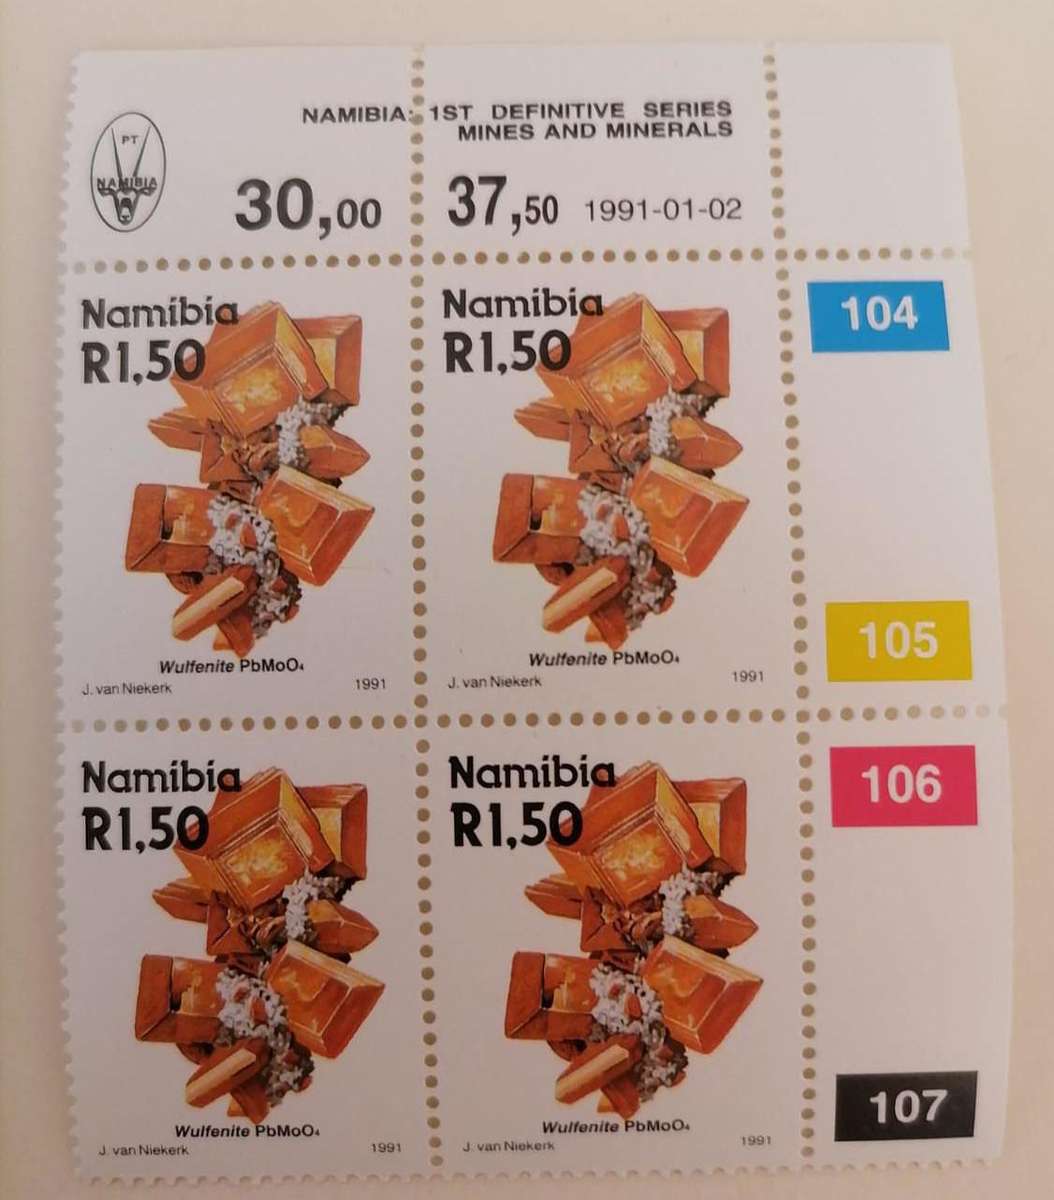 PT
NAMIBIA
NAMIBIA: 1ST DEFINITIVE SERIES
MINES AND MINERALS
30,00
37,50 1991-01-02
Namibia
R1,50
Wulfenite PbMoO₄
J. van Niekerk 1991
Namibia
R1,50
Wulfenite PbMoO₄
J. van Niekerk 1991
104
105
Namibia
R1,50
Wulfenite PbMoO₄
J. van Niekerk 1991
Namibia
R1,50
Wulfenite PbMoO₄
J. van Niekerk 1991
106
107